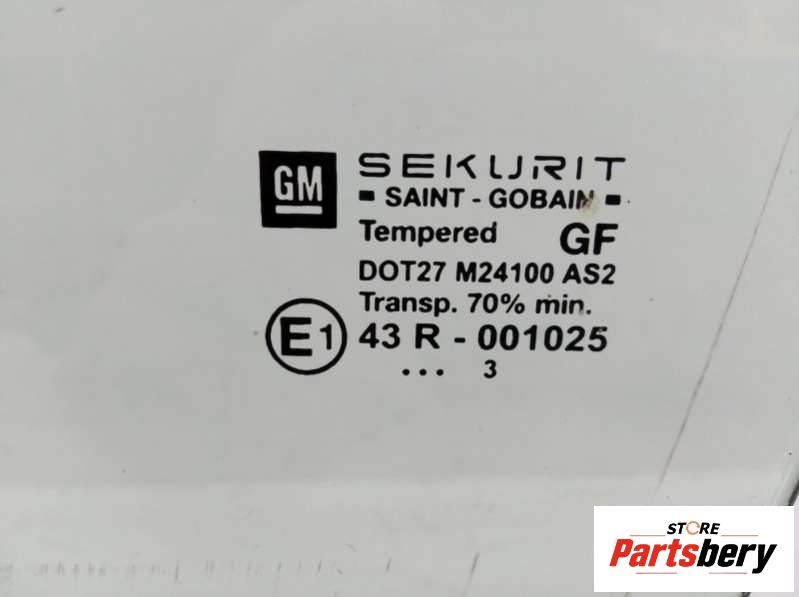 GM
SEKURIT
SAINT - GOBAIN
Tempered GF
DOT27 M24100 AS2
Transp. 70% min.
E1 43 R - 001025
... 3
STORE
Partsbery